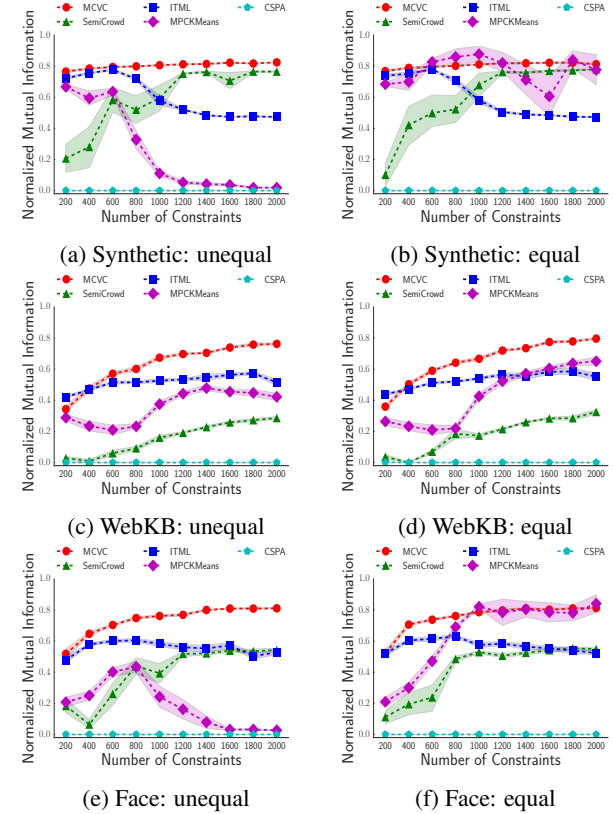 MCVC ITML CSPA
SemiCrowd MPCKMeans
Normalized Mutual Information
1.0
0.8
0.6
0.4
0.2
0.0
200 400 600 800 1000 1200 1400 1600 1800 2000
Number of Constraints
(a) Synthetic: unequal
MCVC ITML CSPA
SemiCrowd MPCKMeans
Normalized Mutual Information
1.0
0.8
0.6
0.4
0.2
0.0
200 400 600 800 1000 1200 1400 1600 1800 2000
Number of Constraints
(b) Synthetic: equal
MCVC ITML CSPA
SemiCrowd MPCKMeans
Normalized Mutual Information
1.0
0.8
0.6
0.4
0.2
0.0
200 400 600 800 1000 1200 1400 1600 1800 2000
Number of Constraints
(c) WebKB: unequal
MCVC ITML CSPA
SemiCrowd MPCKMeans
Normalized Mutual Information
1.0
0.8
0.6
0.4
0.2
0.0
200 400 600 800 1000 1200 1400 1600 1800 2000
Number of Constraints
(d) WebKB: equal
MCVC ITML CSPA
SemiCrowd MPCKMeans
Normalized Mutual Information
1.0
0.8
0.6
0.4
0.2
0.0
200 400 600 800 1000 1200 1400 1600 1800 2000
Number of Constraints
(e) Face: unequal
MCVC ITML CSPA
SemiCrowd MPCKMeans
Normalized Mutual Information
1.0
0.8
0.6
0.4
0.2
0.0
200 400 600 800 1000 1200 1400 1600 1800 2000
Number of Constraints
(f) Face: equal